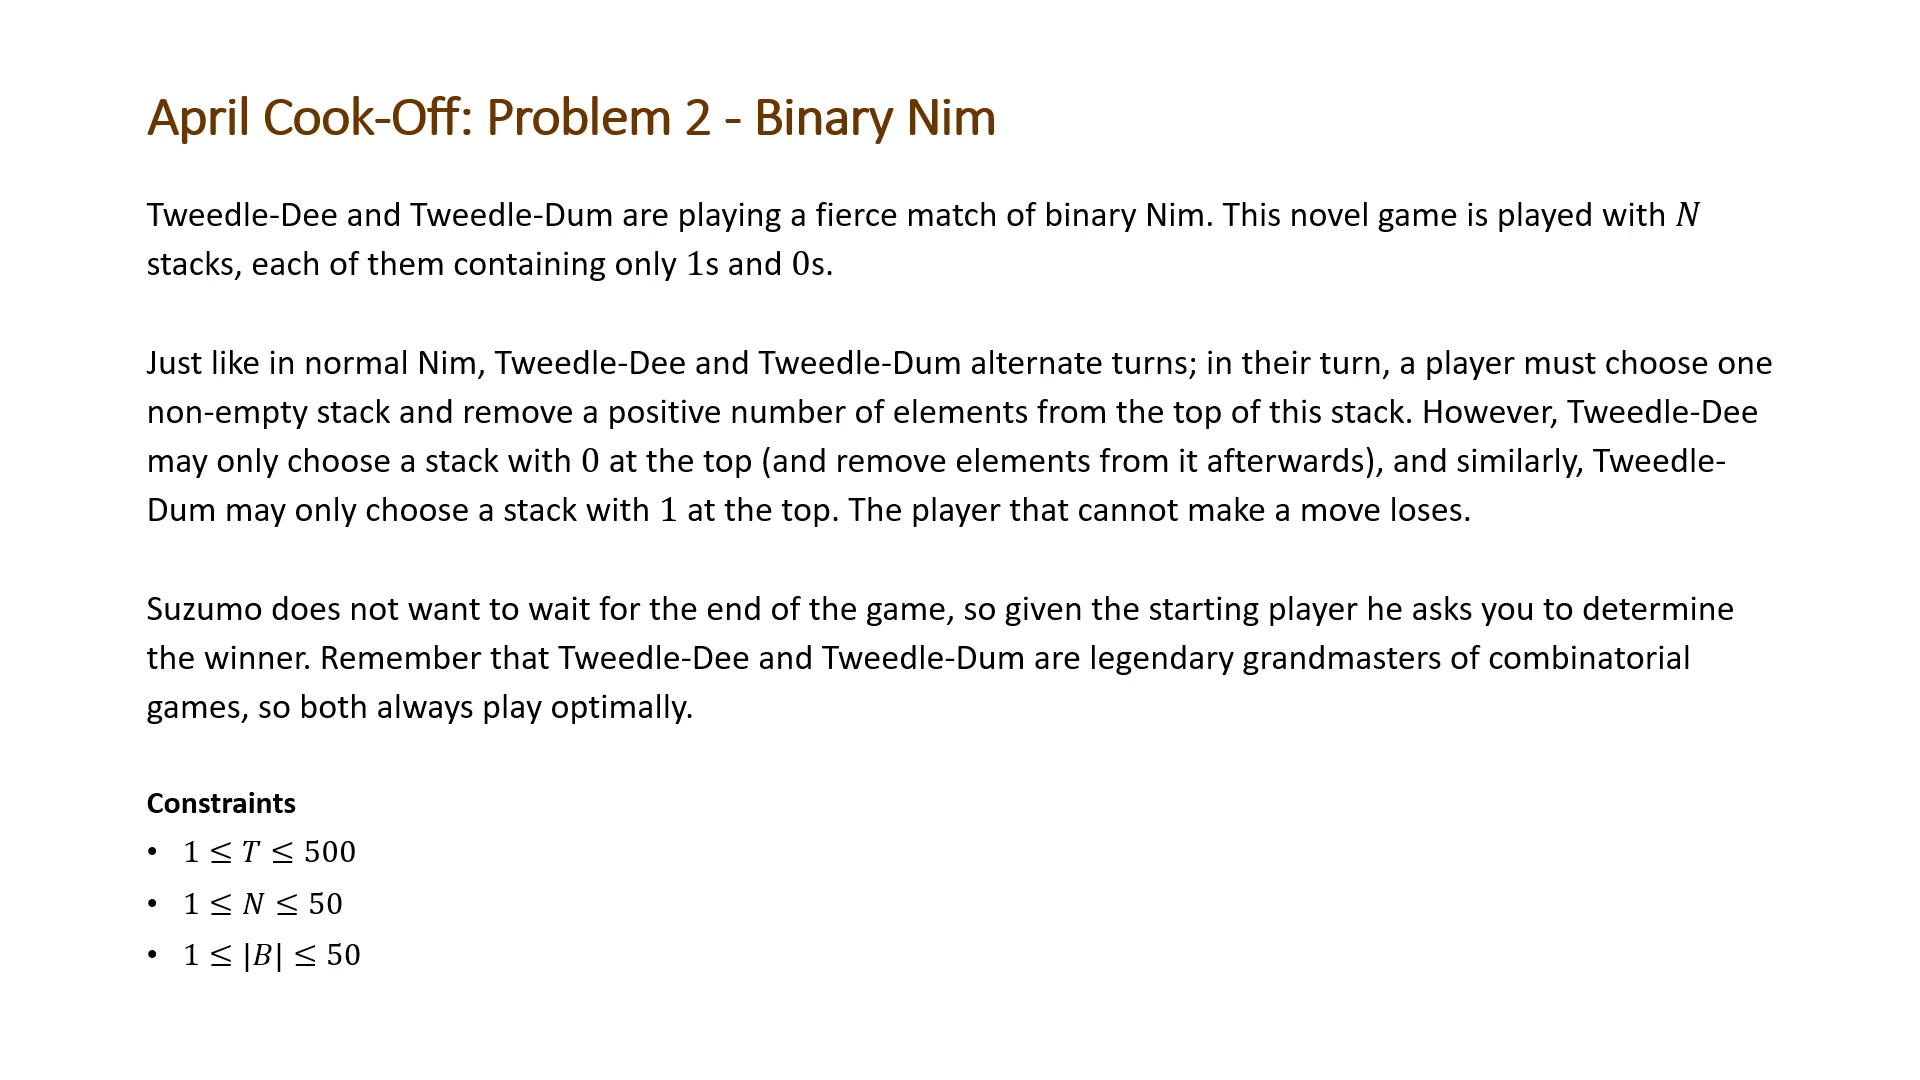 April Cook-Off: Problem 2 - Binary Nim
Tweedle-Dee and Tweedle-Dum are playing a fierce match of binary Nim. This novel game is played with N
stacks, each of them containing only 1s and 0s.
Just like in normal Nim, Tweedle-Dee and Tweedle-Dum alternate turns; in their turn, a player must choose one
non-empty stack and remove a positive number of elements from the top of this stack. However, Tweedle-Dee
may only choose a stack with 0 at the top (and remove elements from it afterwards), and similarly, Tweedle-
Dum may only choose a stack with 1 at the top. The player that cannot make a move loses.
Suzumo does not want to wait for the end of the game, so given the starting player he asks you to determine
the winner. Remember that Tweedle-Dee and Tweedle-Dum are legendary grandmasters of combinatorial
games, so both always play optimally.
Constraints
• 1 ≤ T ≤ 500
• 1 ≤ N ≤ 50
• 1 ≤ |B| ≤ 50